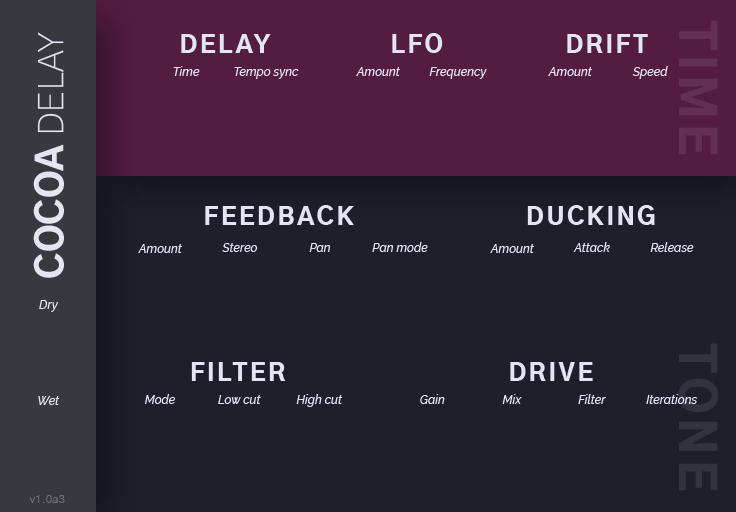 COCOA DELAY
Dry
Wet
v1.0a3
TIME
DELAY
Time Tempo sync
LFO
Amount Frequency
DRIFT
Amount Speed
FEEDBACK
Amount Stereo Pan Pan mode
DUCKING
Amount Attack Release
TONE
FILTER
Mode Low cut High cut
DRIVE
Gain Mix Filter Iterations